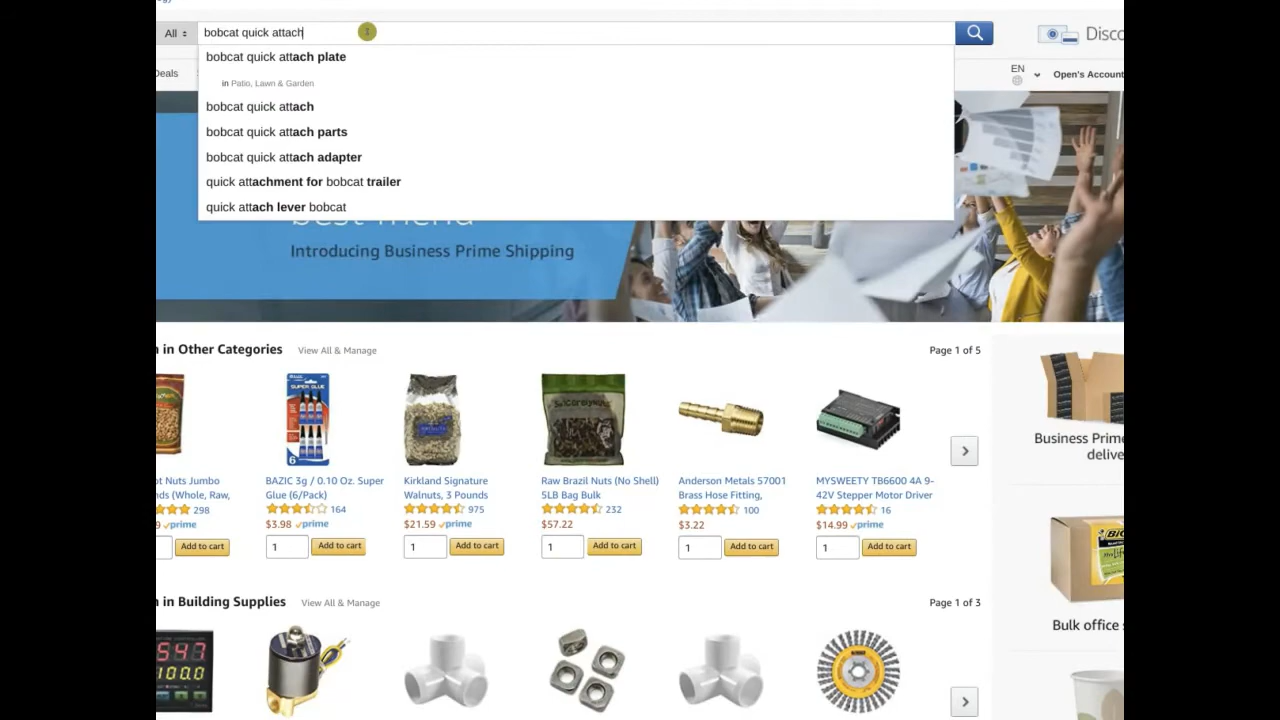 All
bobcat quick attach
Disco
bobcat quick attach plate
in Patio, Lawn & Garden
bobcat quick attach
bobcat quick attach parts
bobcat quick attach adapter
quick attachment for bobcat trailer
quick attach lever bobcat
Deals
EN
Open's Account
Introducing Business Prime Shipping
n in Other Categories
View All & Manage
Page 1 of 5
ot Nuts Jumbo
nds (Whole, Raw,
298
9 prime
Add to cart
SUPER GLUE
6
BAZIC 3g / 0.10 Oz. Super
Glue (6/Pack)
164
$3.98 prime
1
Add to cart
Kirkland Signature
Walnuts, 3 Pounds
975
$21.59 prime
1
Add to cart
Raw Brazil Nuts (No Shell)
5LB Bag Bulk
232
$57.22
1
Add to cart
Anderson Metals 57001
Brass Hose Fitting,
100
$3.22
1
Add to cart
MYSWEETY TB6600 4A 9-
42V Stepper Motor Driver
16
$14.99 prime
1
Add to cart
Business Prime
delive
n in Building Supplies
View All & Manage
Page 1 of 3
Bulk office s
547
100.0